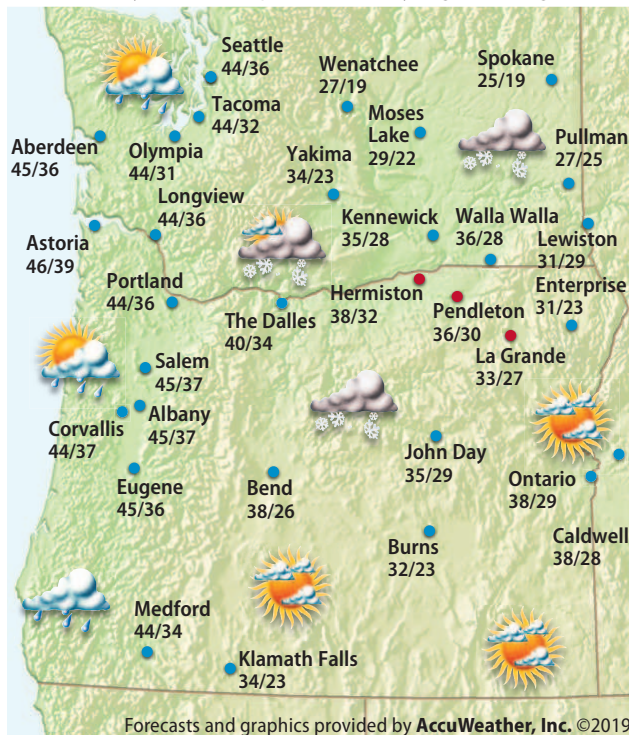 Seattle
44/36
Wenatchee
27/19
Spokane
25/19
Tacoma
44/32
Moses
Lake
29/22
Aberdeen
45/36
Olympia
44/31
Yakima
34/23
Pullman
27/25
Longview
44/36
Kennewick
35/28
Walla Walla
36/28
Lewiston
31/29
Astoria
46/39
Portland
44/36
The Dalles
40/34
Hermiston
38/32
Pendleton
36/30
Enterprise
31/23
La Grande
33/27
Salem
45/37
Corvallis
44/37
Albany
45/37
John Day
35/29
Eugene
45/36
Bend
38/26
Ontario
38/29
Burns
32/23
Caldwell
38/28
Medford
44/34
Klamath Falls
34/23
Forecasts and graphics provided by AccuWeather, Inc. ©2019